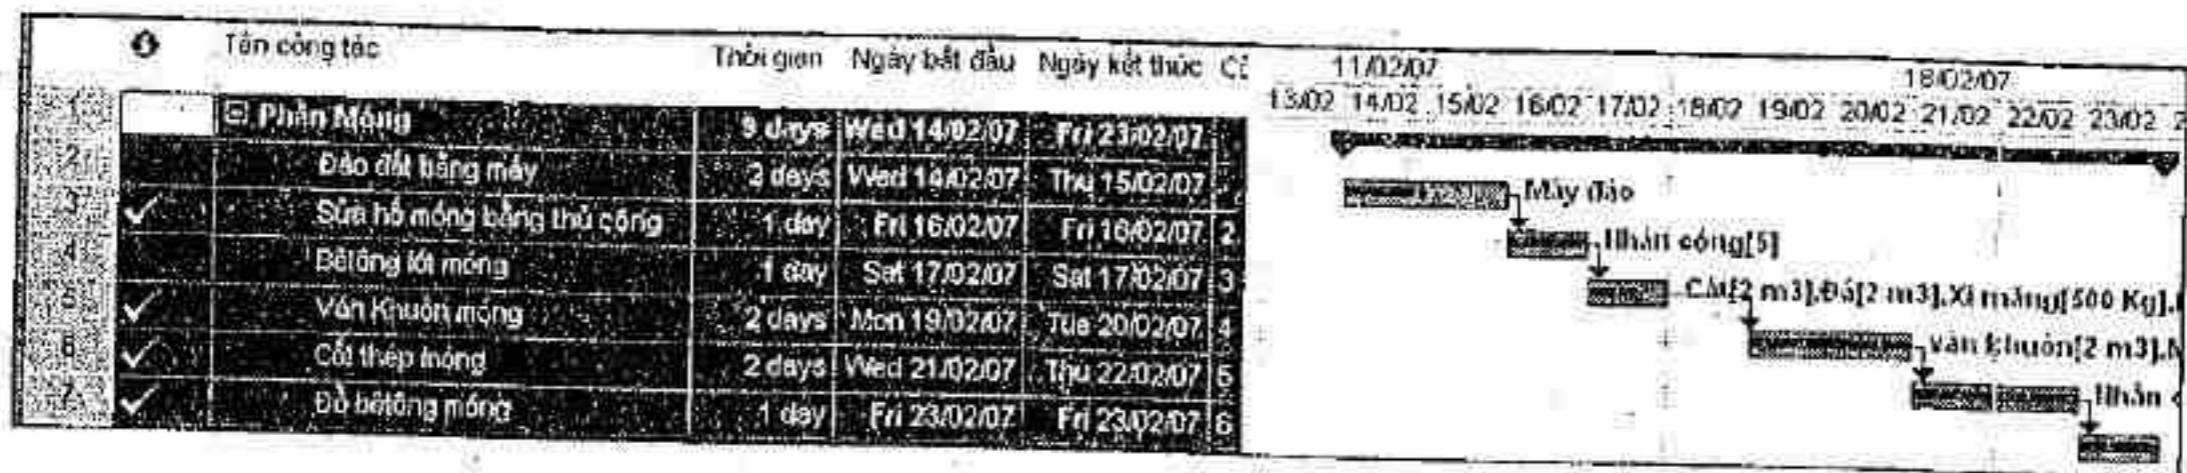 Tên công tác Thời gian Ngày bắt đầu Ngày kết thúc 11/02/07 18/02/07
13/02 14/02 15/02 16/02 17/02 18/02 19/02 20/02 21/02 22/02 23/02
1 Phần Móng 9 days Wed 14/02/07 Fri 23/02/07
2 Đào đất bằng máy 2 days Wed 14/02/07 Thu 15/02/07 Máy đào
3 Sửa hố móng bằng thủ công 1 day Fri 16/02/07 Fri 16/02/07 2 Nhân công[5]
4 Bêtông lót móng 1 day Sat 17/02/07 Sat 17/02/07 3 Cát[2 m3],Đá[2 m3],Xi măng[500 Kg],
5 Ván Khuôn móng 2 days Mon 19/02/07 Tue 20/02/07 4 Ván khuôn[2 m3],N
6 Cốt thép móng 2 days Wed 21/02/07 Thu 22/02/07 5 Nhân
7 Đổ bêtông móng 1 day Fri 23/02/07 Fri 23/02/07 6